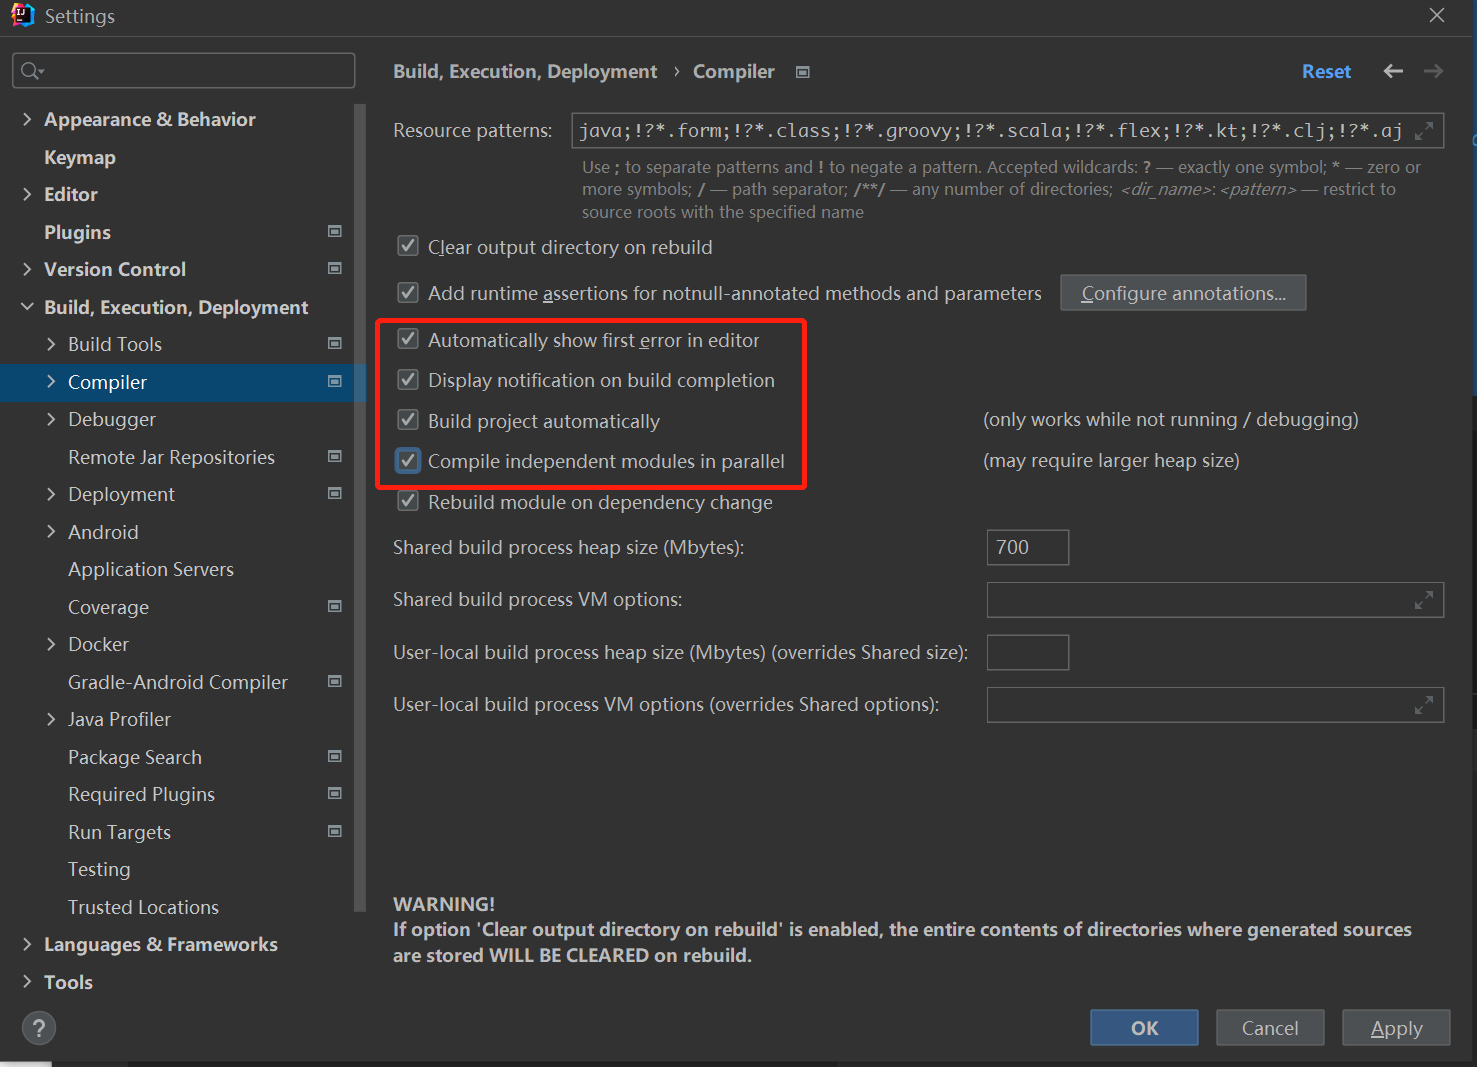 Settings
Build, Execution, Deployment › Compiler
Reset
Appearance & Behavior
Keymap
Editor
Plugins
Version Control
Build, Execution, Deployment
Build Tools
Compiler
Debugger
Remote Jar Repositories
Deployment
Android
Application Servers
Coverage
Docker
Gradle-Android Compiler
Java Profiler
Package Search
Required Plugins
Run Targets
Testing
Trusted Locations
Languages & Frameworks
Tools
Resource patterns: java;!?*.form;!?*.class;!?*.groovy;!?*.scala;!?*.flex;!?*.kt;!?*.clj;!?*.aj
Use ; to separate patterns and ! to negate a pattern. Accepted wildcards: ? — exactly one symbol; * — zero or
more symbols; / — path separator; /**/ — any number of directories; <dir_name>:<pattern> — restrict to
source roots with the specified name
Clear output directory on rebuild
Add runtime assertions for notnull-annotated methods and parameters Configure annotations...
Automatically show first error in editor
Display notification on build completion
Build project automatically (only works while not running / debugging)
Compile independent modules in parallel (may require larger heap size)
Rebuild module on dependency change
Shared build process heap size (Mbytes): 700
Shared build process VM options:
User-local build process heap size (Mbytes) (overrides Shared size):
User-local build process VM options (overrides Shared options):
WARNING!
If option 'Clear output directory on rebuild' is enabled, the entire contents of directories where generated sources
are stored WILL BE CLEARED on rebuild.
?
OK Cancel Apply